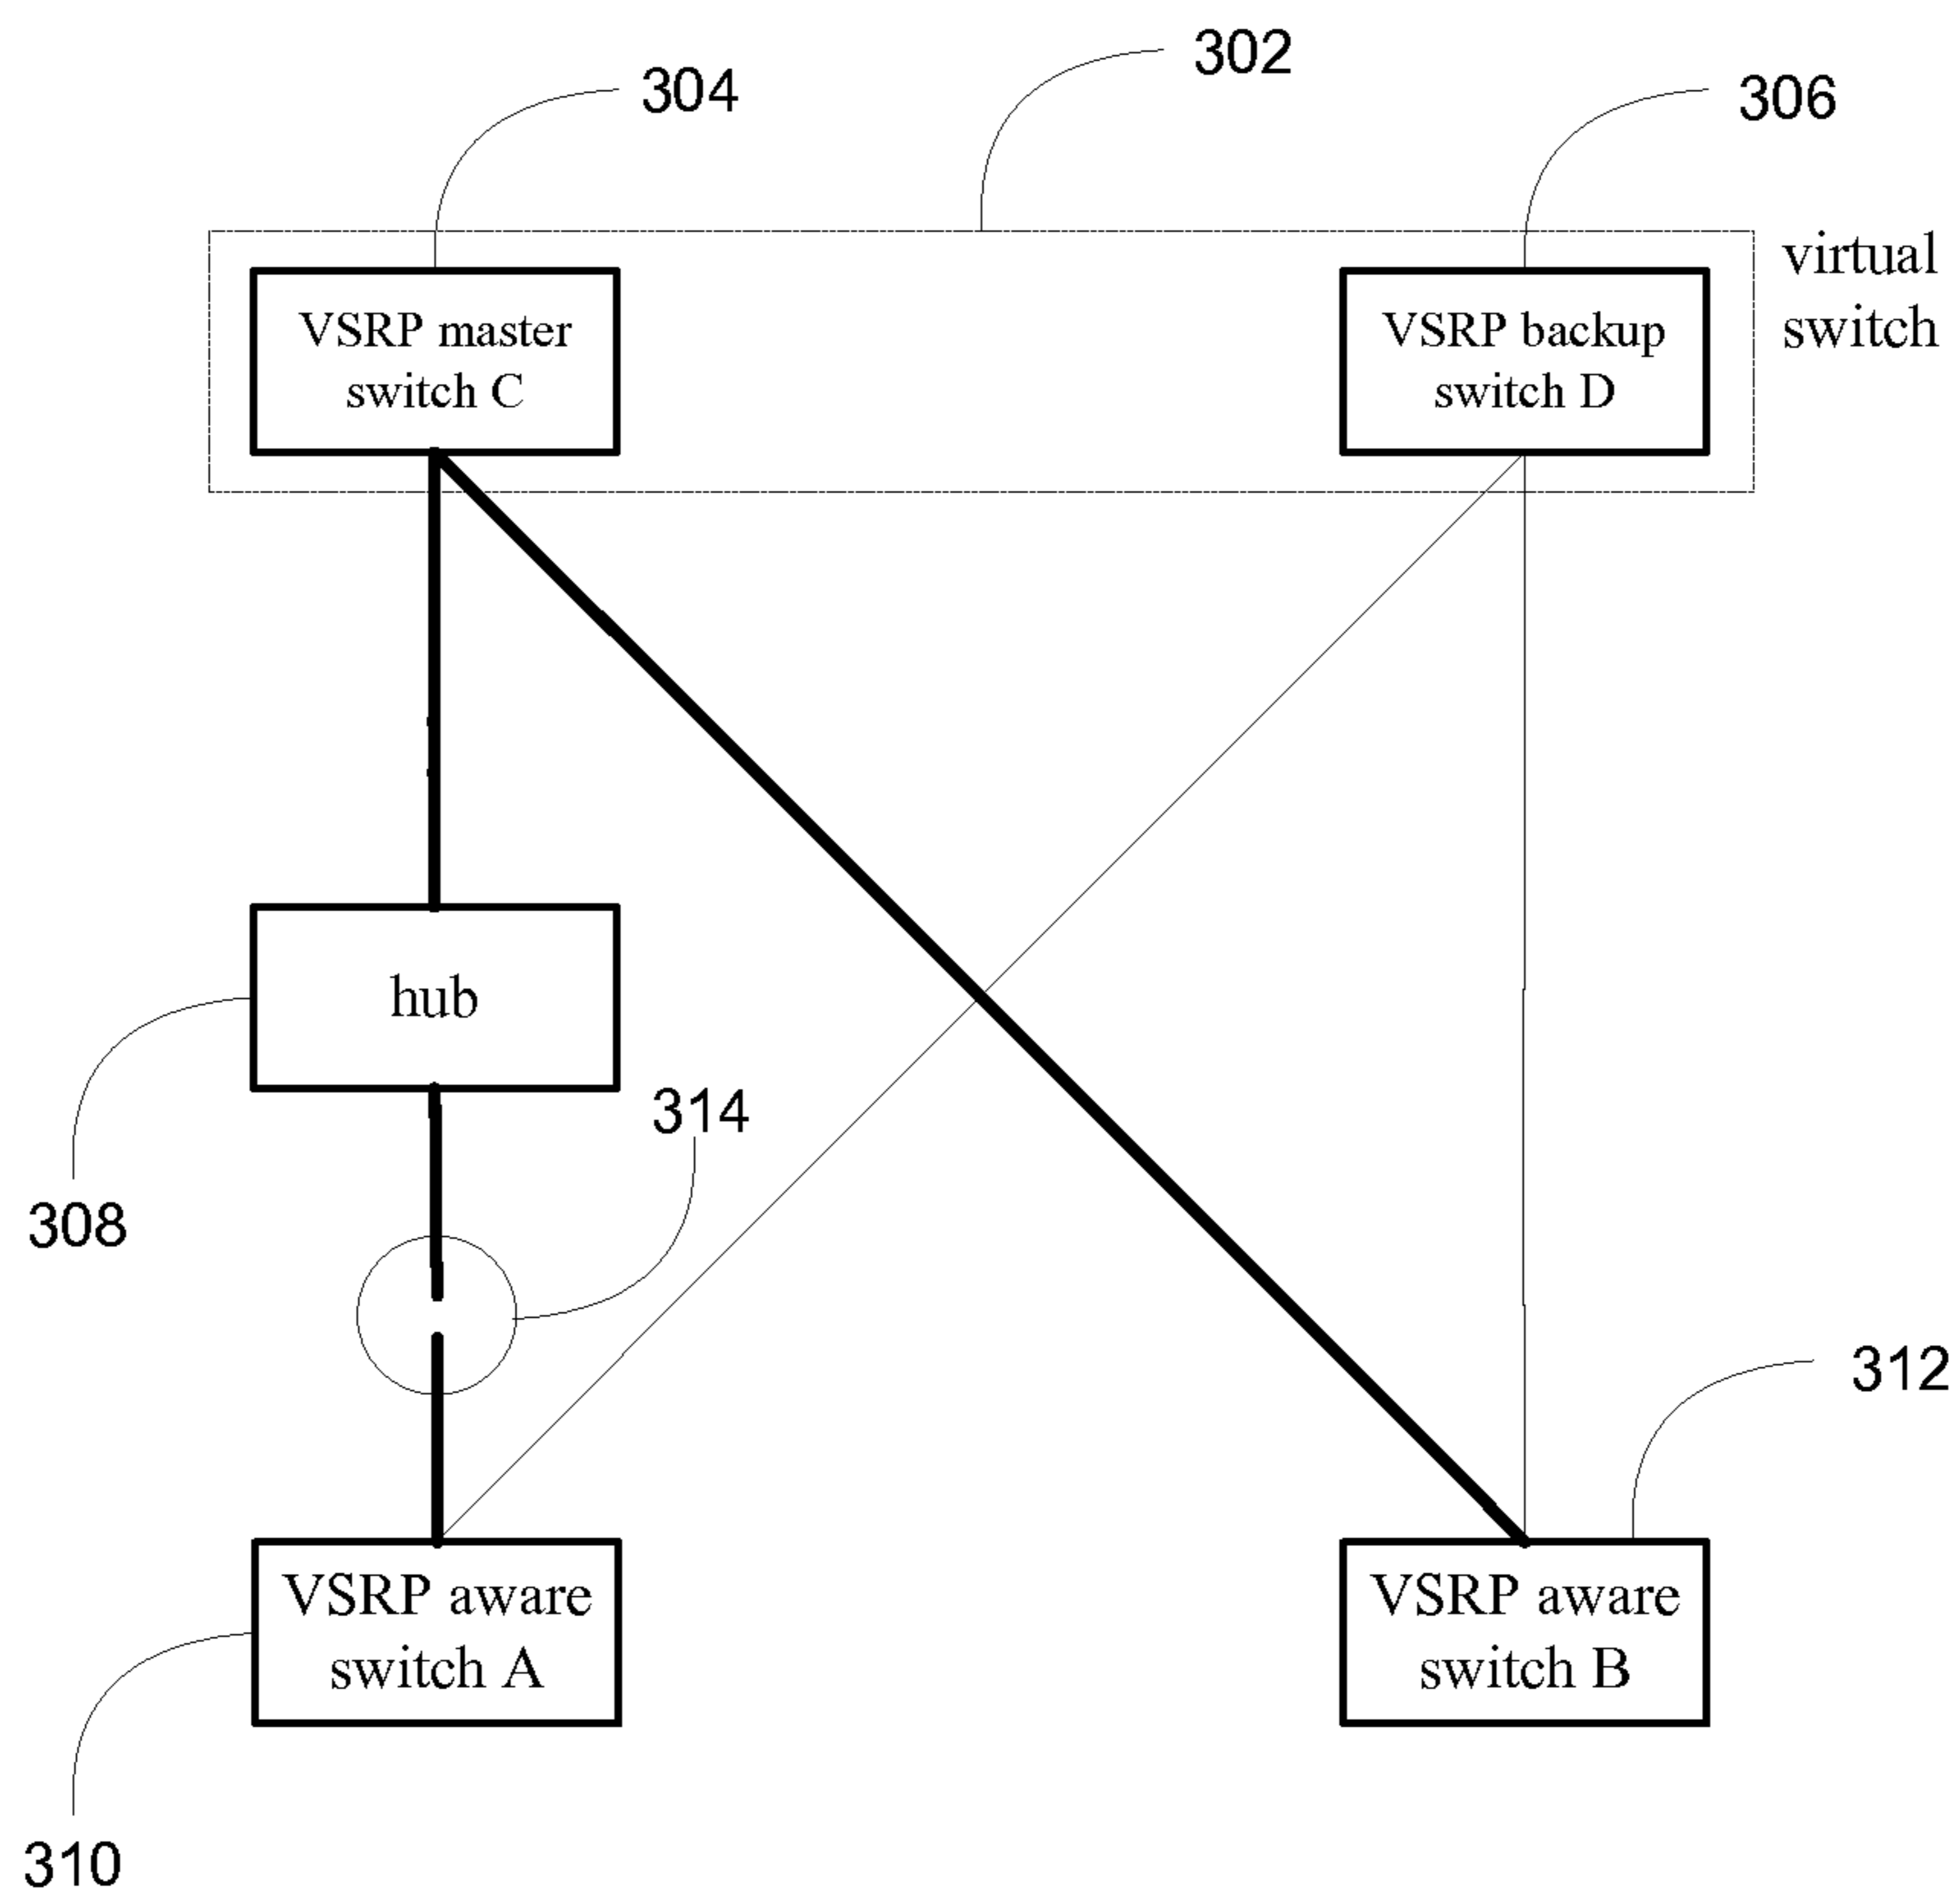 302
304
306
virtual
switch
VSRP master
switch C
VSRP backup
switch D
hub
314
308
312
VSRP aware
switch A
VSRP aware
switch B
310